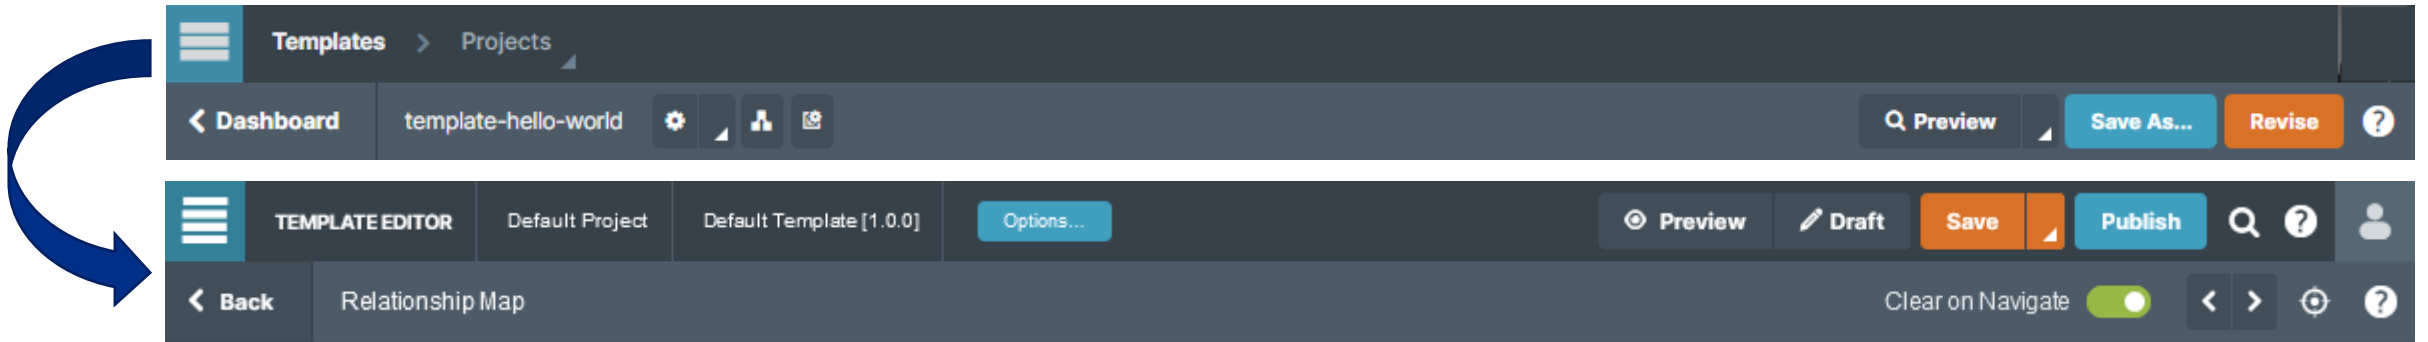 Templates > Projects
Dashboard template-hello-world Preview Save As... Revise ?
TEMPLATE EDITOR Default Project Default Template [1.0.0] Options... Preview Draft Save Publish ?
Back Relationship Map Clear on Navigate ?